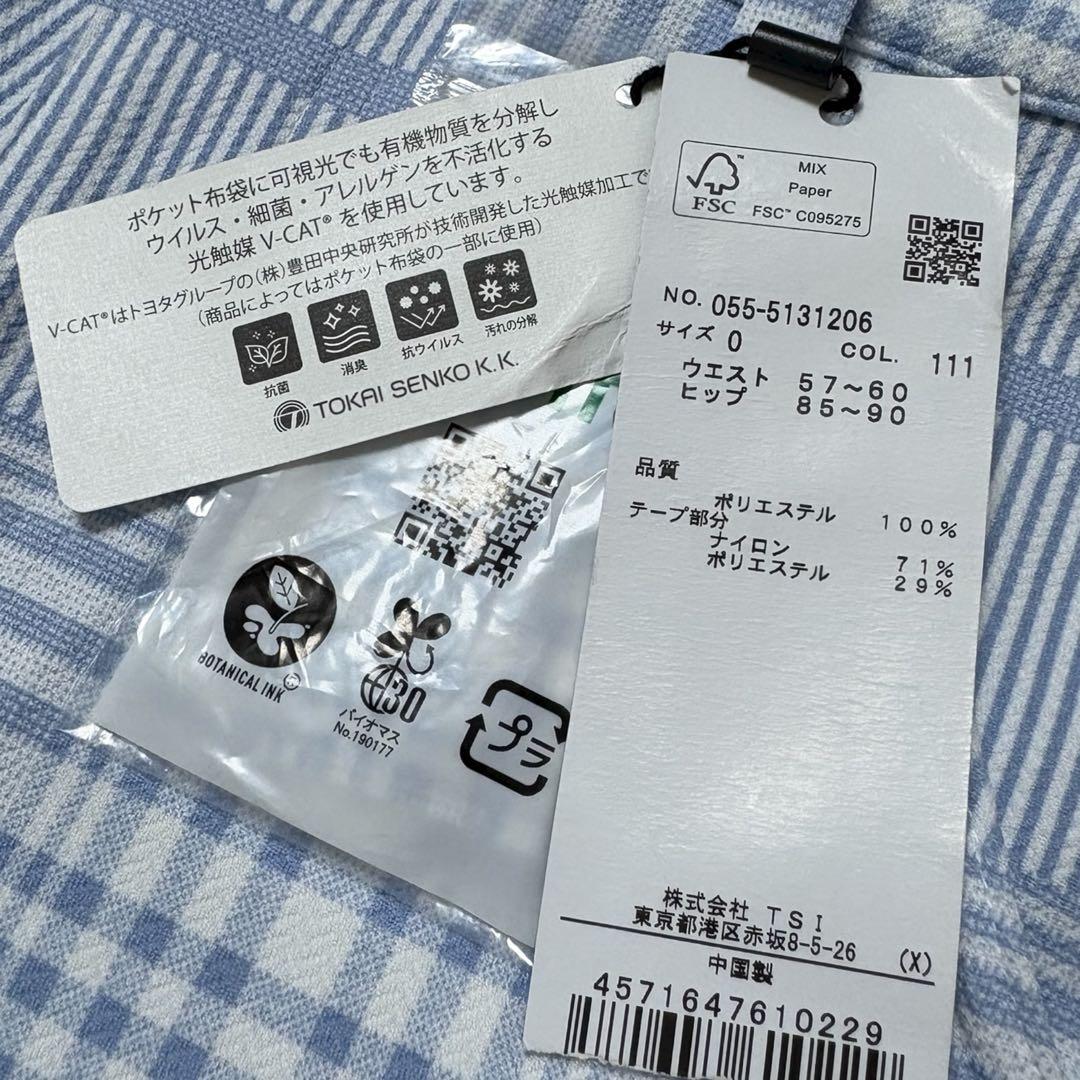 ポケット布袋に可視光でも有機物質を分解し
ウイルス・細菌・アレルゲンを不活化する
光触媒 V-CAT® を使用しています。
V-CAT®はトヨタグループの(株)豊田中央研究所が技術開発した光触媒加工で
(商品によってはポケット布袋の一部に使用)
抗菌
消臭
抗ウイルス
汚れの分解
TOKAI SENKO K.K.
BOTANICAL INK
30
バイオマス
No.190177
プラ
FSC™
MIX
Paper
FSC™ C095275
NO. 055-5131206
サイズ 0 COL. 111
ウエスト 57～60
ヒップ 85～90
品質
ポリエステル 100%
テープ部分
ナイロン 71%
ポリエステル 29%
株式会社 TSI
東京都港区赤坂8-5-26 (X)
中国製
4571647610229